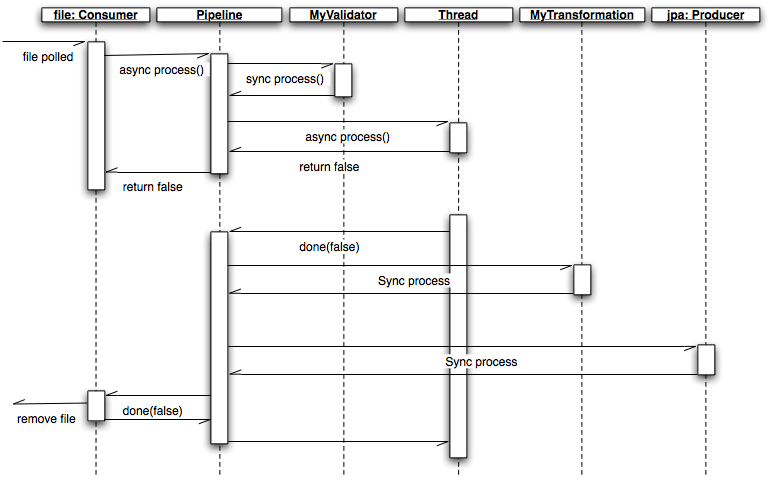 file: Consumer
Pipeline
MyValidator
Thread
MyTransformation
jpa: Producer
file polled
async process()
sync process()
async process()
return false
return false
done(false)
Sync process
Sync process
done(false)
remove file